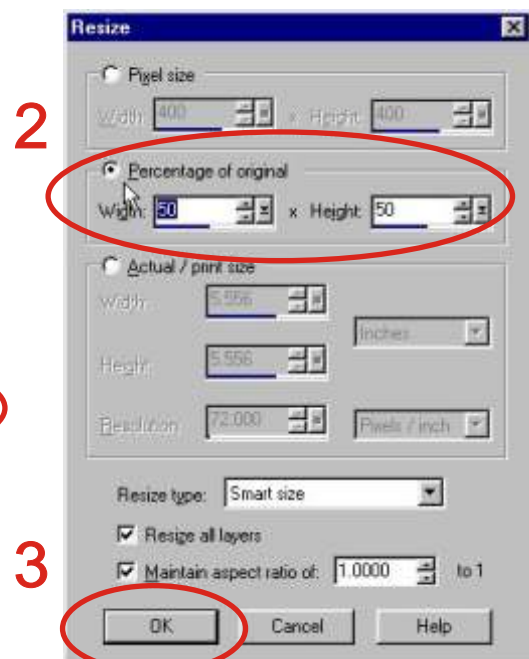 Resize
Pixel size
Width: 400 x Height: 400
2
Percentage of original
Width: 50 x Height: 50
Actual / print size
Width: 5.556
Inches
Height: 5.556
Resolution: 72.000 Pixels / inch
Resize type: Smart size
Resize all layers
3
Maintain aspect ratio of: 1.0000 to 1
OK Cancel Help